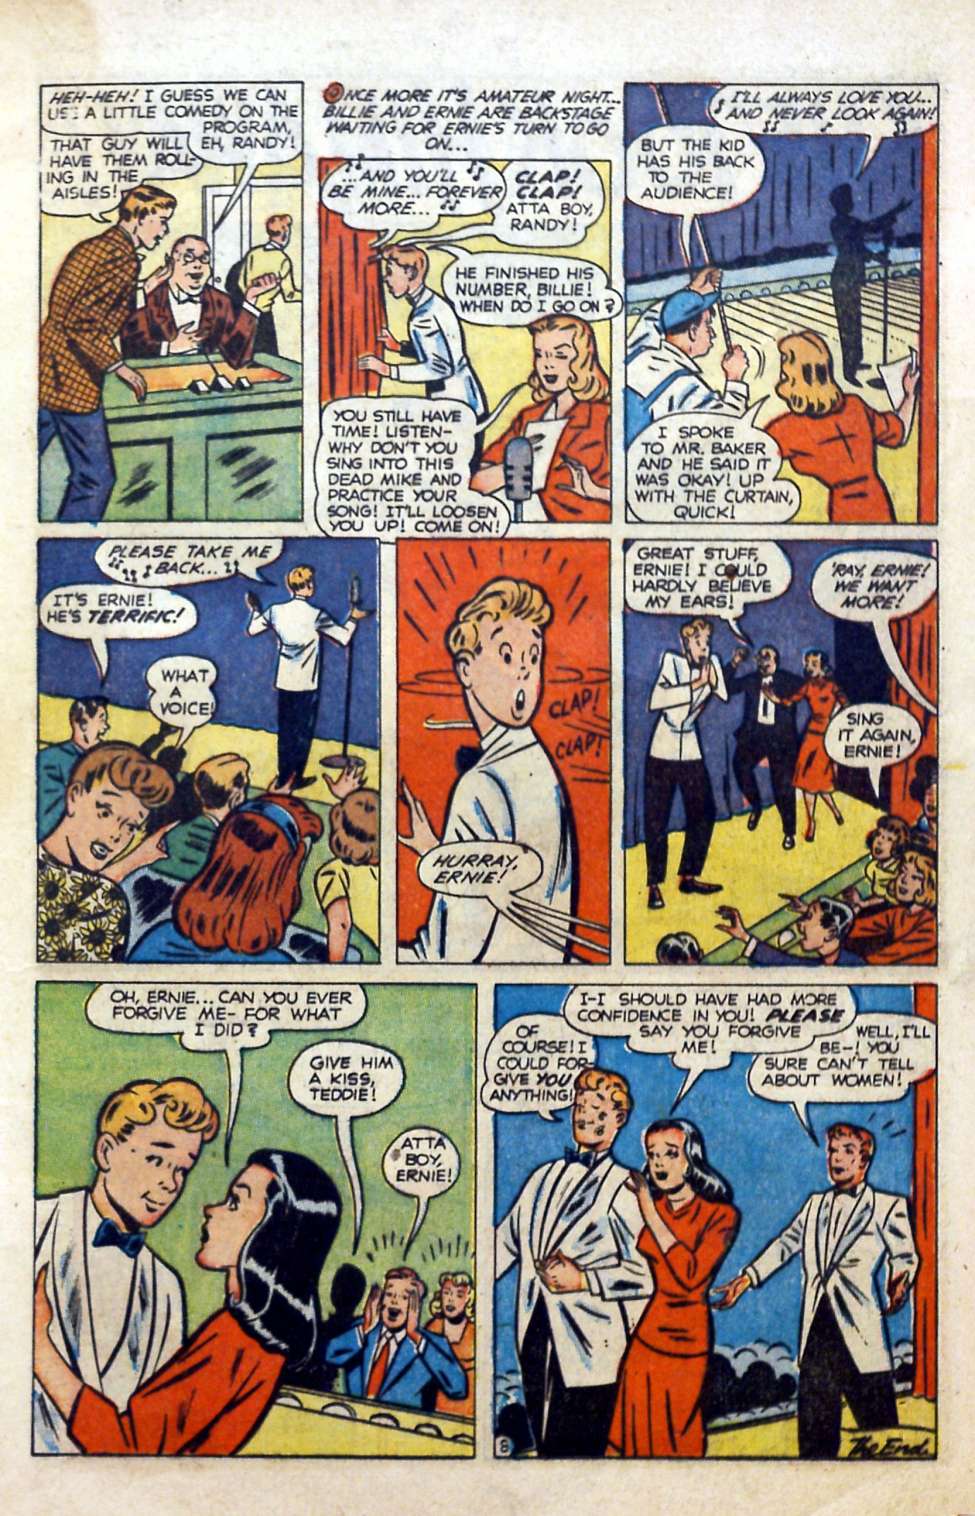 HEH-HEH! I GUESS WE CAN
USE A LITTLE COMEDY ON THE
PROGRAM,
EH, RANDY!
THAT GUY WILL
HAVE THEM ROLL-
ING IN THE
AISLES!
ONCE MORE IT'S AMATEUR NIGHT...
BILLIE AND ERNIE ARE BACKSTAGE
WAITING FOR ERNIE'S TURN TO GO
ON...
...AND YOU'LL
BE MINE... FOREVER
MORE...
CLAP!
CLAP!
ATTA BOY,
RANDY!
HE FINISHED HIS
NUMBER, BILLIE!
WHEN DO I GO ON?
YOU STILL HAVE
TIME! LISTEN-
WHY DON'T YOU
SING INTO THIS
DEAD MIKE AND
PRACTICE YOUR
SONG! IT'LL LOOSEN
YOU UP! COME ON!
I'LL ALWAYS LOVE YOU...
AND NEVER LOOK AGAIN!
BUT THE KID
HAS HIS BACK
TO THE
AUDIENCE!
I SPOKE
TO MR. BAKER
AND HE SAID IT
WAS OKAY! UP
WITH THE CURTAIN,
QUICK!
PLEASE TAKE ME
BACK...
IT'S ERNIE!
HE'S TERRIFIC!
WHAT
A
VOICE!
CLAP!
CLAP!
HURRAY,
ERNIE!
GREAT STUFF,
ERNIE! I COULD
HARDLY BELIEVE
MY EARS!
'RAY, ERNIE!
WE WANT
MORE!
SING
IT AGAIN,
ERNIE!
OH, ERNIE... CAN YOU EVER
FORGIVE ME- FOR WHAT
I DID?
GIVE HIM
A KISS,
TEDDIE!
ATTA
BOY,
ERNIE!
I-I SHOULD HAVE HAD MORE
CONFIDENCE IN YOU! PLEASE
SAY YOU FORGIVE
ME!
OF
COURSE! I
COULD FOR-
GIVE YOU
ANYTHING!
WELL, I'LL
BE-! YOU
SURE CAN'T TELL
ABOUT WOMEN!
8
The End.